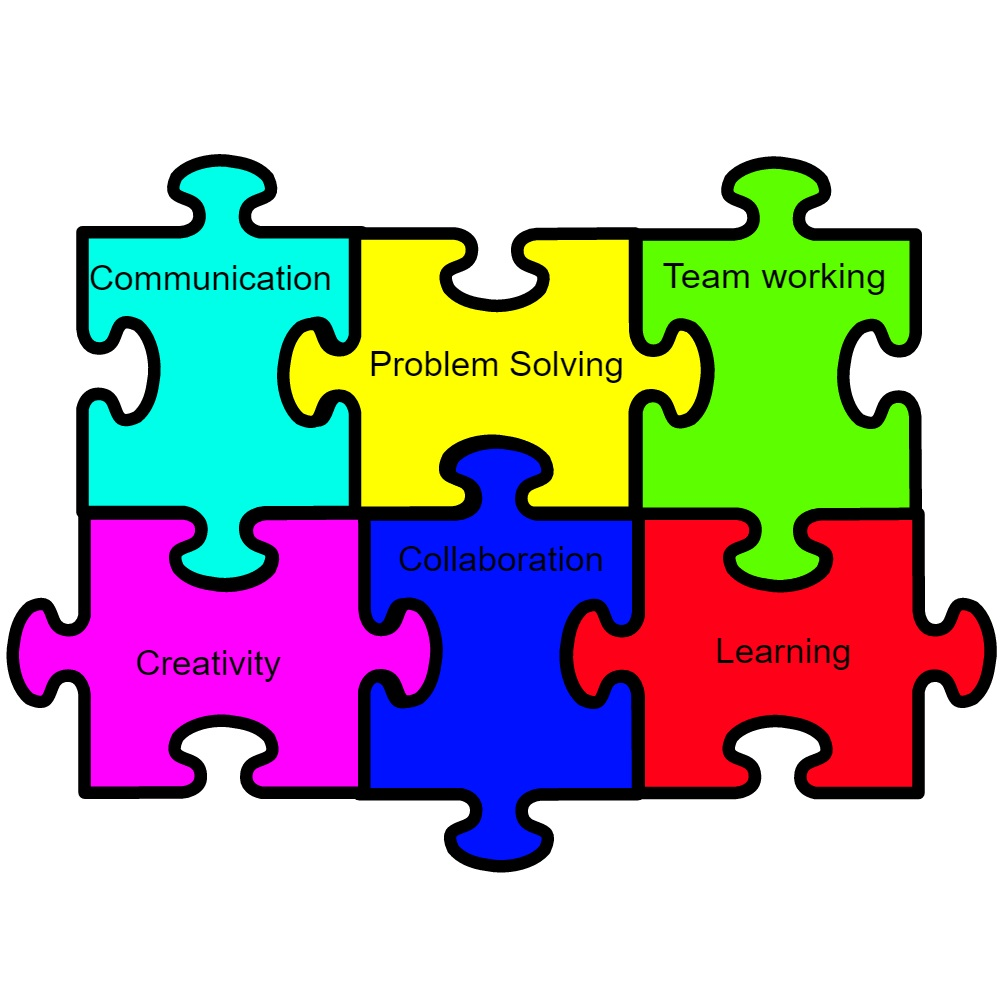 Communication
Problem Solving
Team working
Creativity
Collaboration
Learning